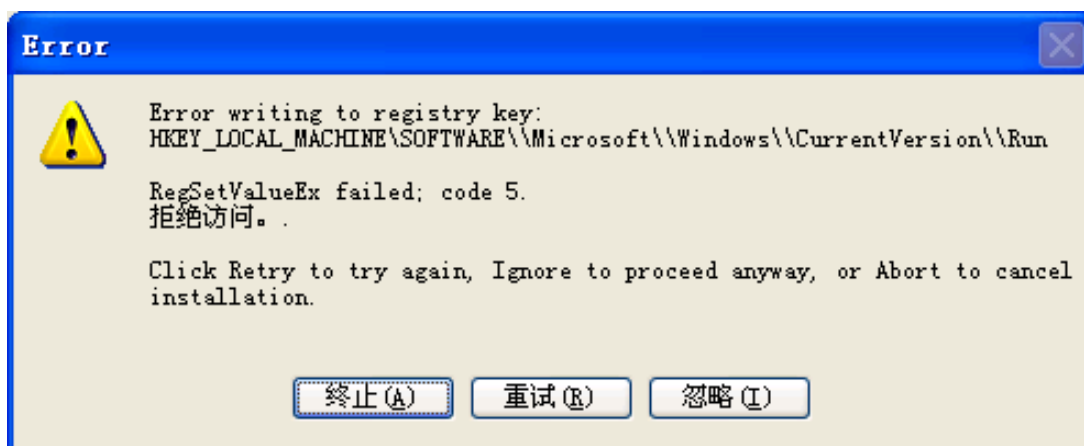 Error
Error writing to registry key:
HKEY_LOCAL_MACHINE\SOFTWARE\\Microsoft\\Windows\\CurrentVersion\\Run
RegSetValueEx failed; code 5.
拒绝访问。.
Click Retry to try again, Ignore to proceed anyway, or Abort to cancel
installation.
终止(A) 重试(R) 忽略(I)